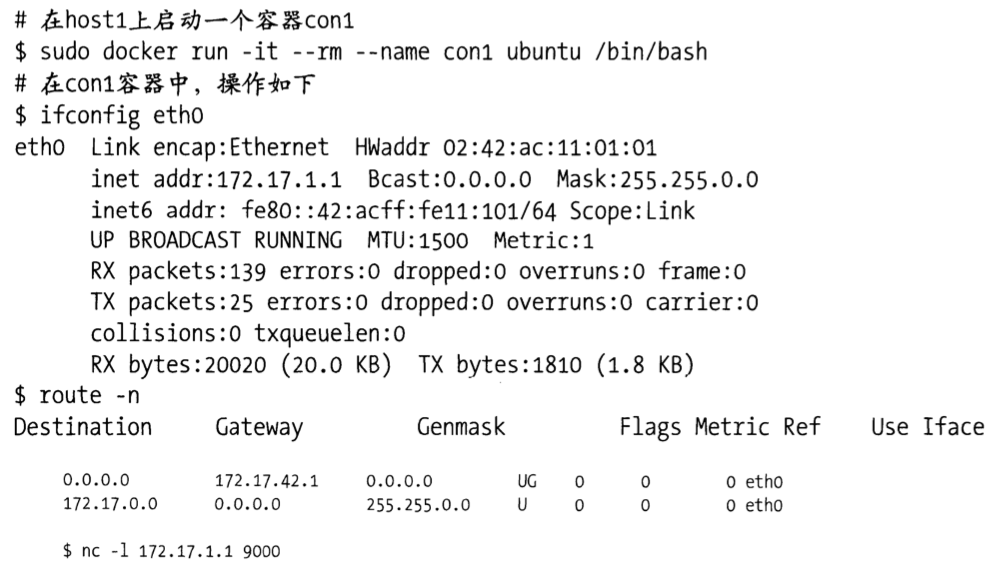 # 在host1上启动一个容器con1
$ sudo docker run -it --rm --name con1 ubuntu /bin/bash
# 在con1容器中，操作如下
$ ifconfig eth0
eth0 Link encap:Ethernet HWaddr 02:42:ac:11:01:01
inet addr:172.17.1.1 Bcast:0.0.0.0 Mask:255.255.0.0
inet6 addr: fe80::42:acff:fe11:101/64 Scope:Link
UP BROADCAST RUNNING MTU:1500 Metric:1
RX packets:139 errors:0 dropped:0 overruns:0 frame:0
TX packets:25 errors:0 dropped:0 overruns:0 carrier:0
collisions:0 txqueuelen:0
RX bytes:20020 (20.0 KB) TX bytes:1810 (1.8 KB)
$ route -n
Destination Gateway Genmask Flags Metric Ref Use Iface
0.0.0.0 172.17.42.1 0.0.0.0 UG 0 0 0 eth0
172.17.0.0 0.0.0.0 255.255.0.0 U 0 0 0 eth0
$ nc -l 172.17.1.1 9000